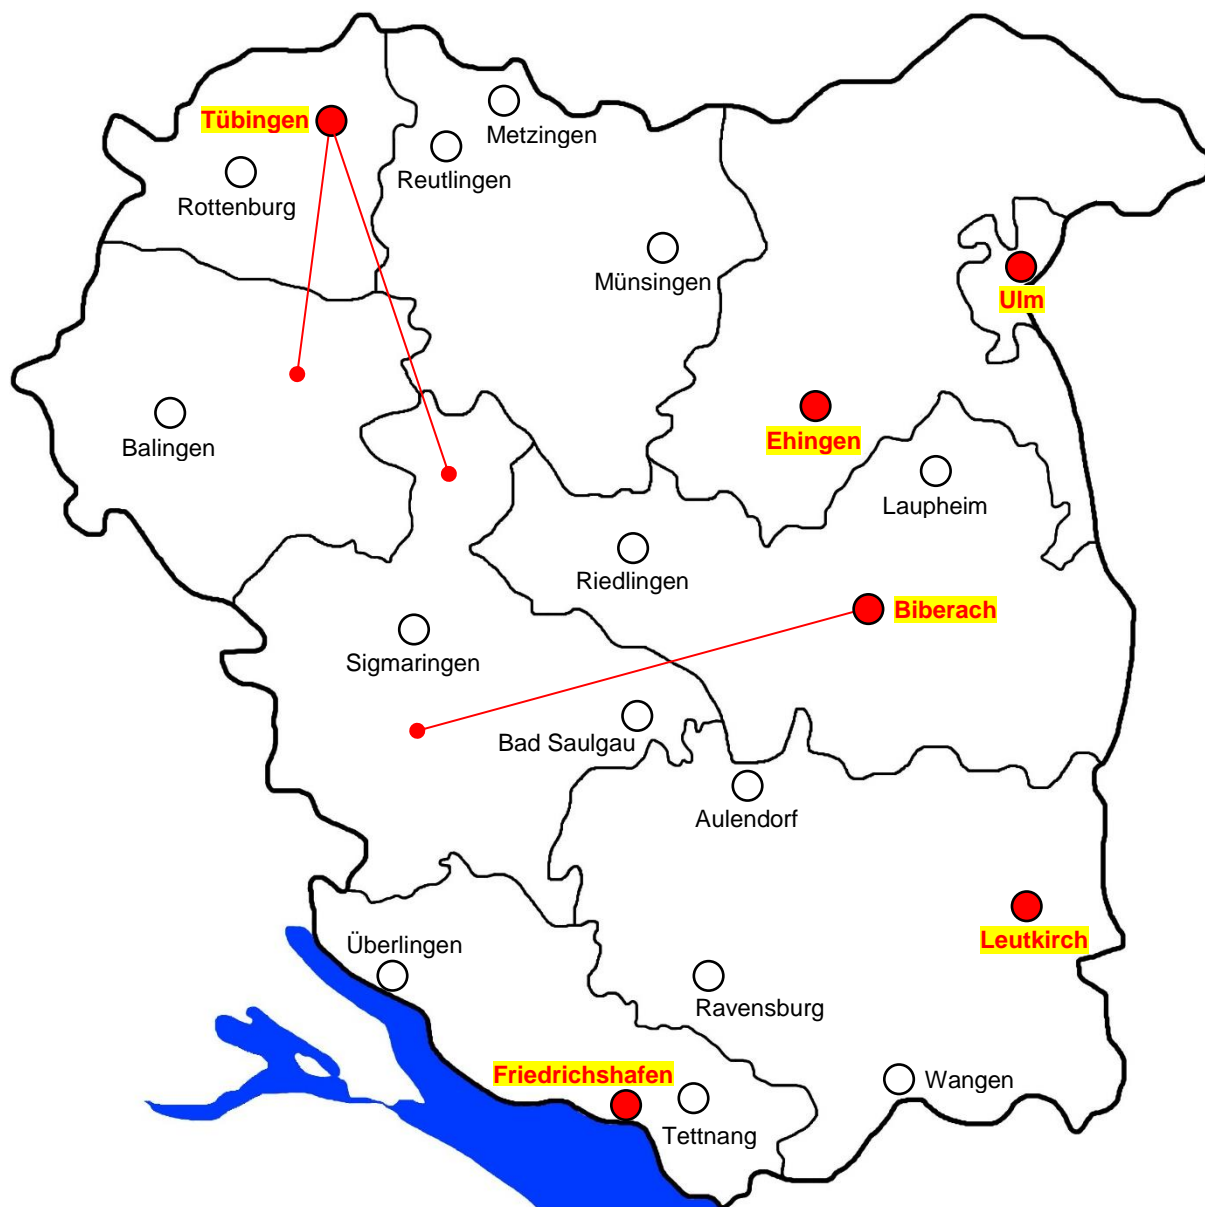 Metzingen
Tübingen
Reutlingen
Rottenburg
Münsingen
Ulm
Balingen
Ehingen
Laupheim
Riedlingen
Biberach
Sigmaringen
Bad Saulgau
Aulendorf
Leutkirch
Überlingen
Ravensburg
Friedrichshafen
Wangen
Tettnang